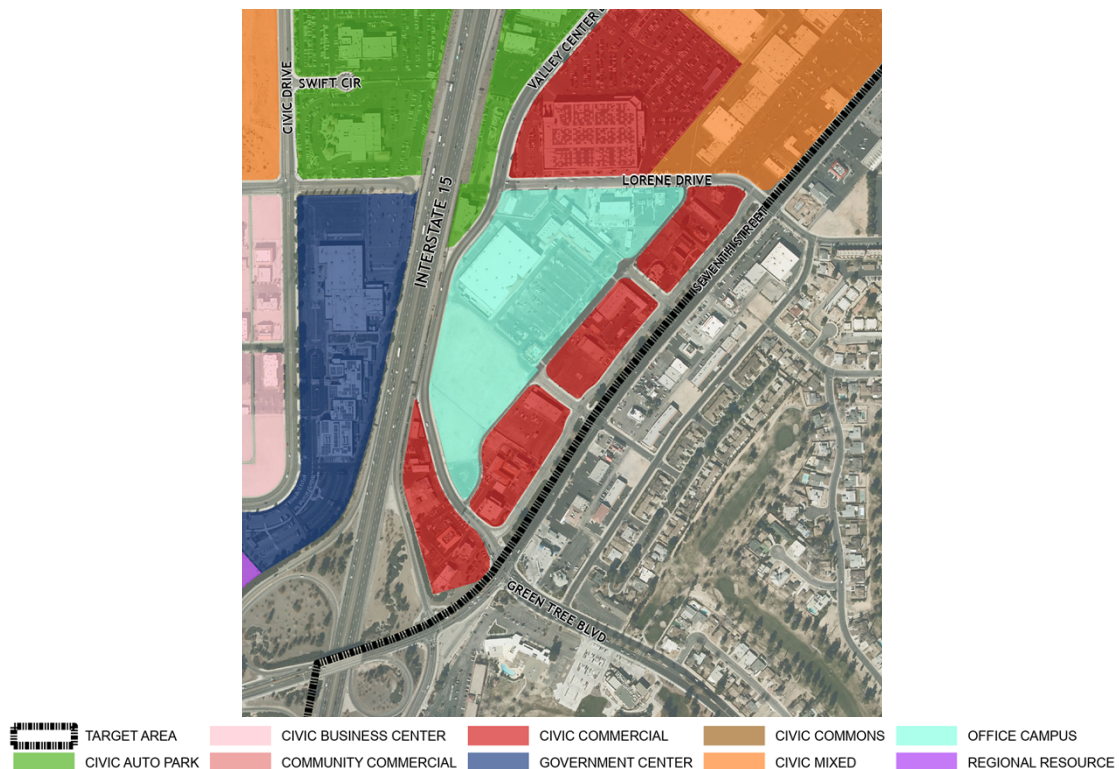 VALLEY CENTER
SWIFT CIR
CIVIC DRIVE
LORENE DRIVE
INTERSTATE 15
SEVENTH STREET
GREEN TREE BLVD
TARGET AREA
CIVIC BUSINESS CENTER
CIVIC COMMERCIAL
CIVIC COMMONS
OFFICE CAMPUS
CIVIC AUTO PARK
COMMUNITY COMMERCIAL
GOVERNMENT CENTER
CIVIC MIXED
REGIONAL RESOURCE